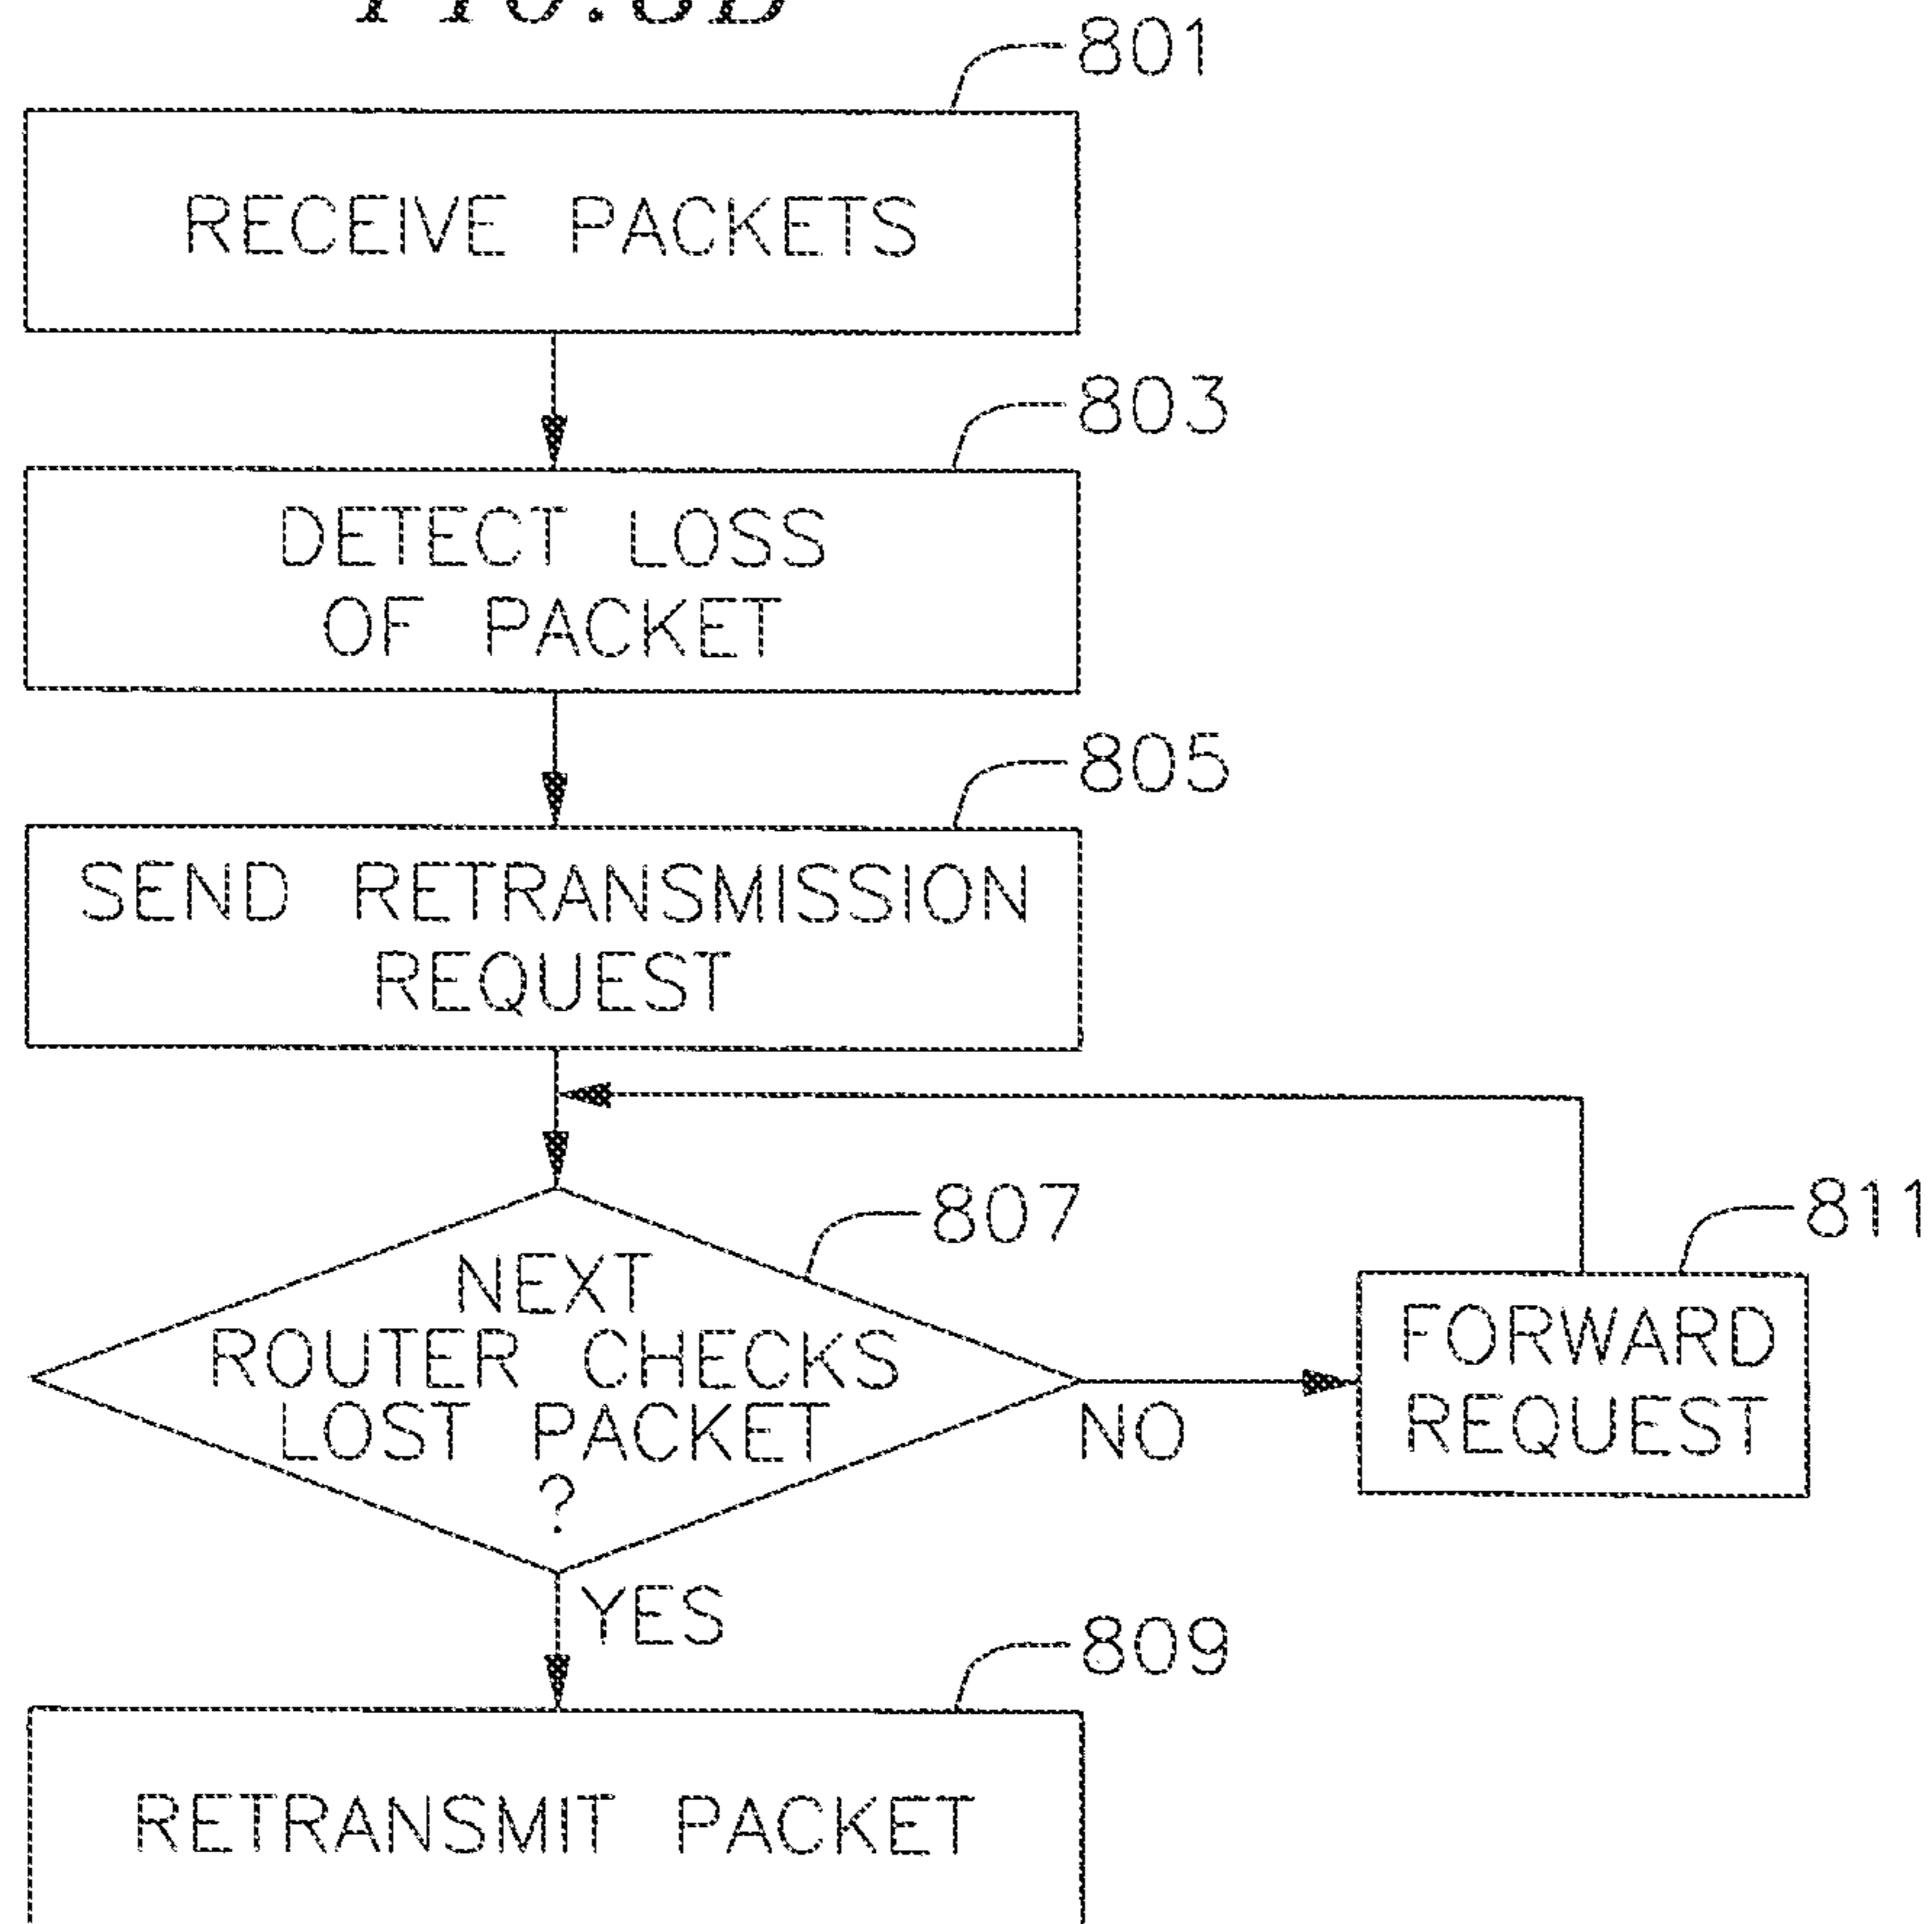 801
RECEIVE PACKETS
803
DETECT LOSS
OF PACKET
805
SEND RETRANSMISSION
REQUEST
807
NEXT
ROUTER CHECKS
LOST PACKET
?
NO
811
FORWARD
REQUEST
YES
809
RETRANSMIT PACKET